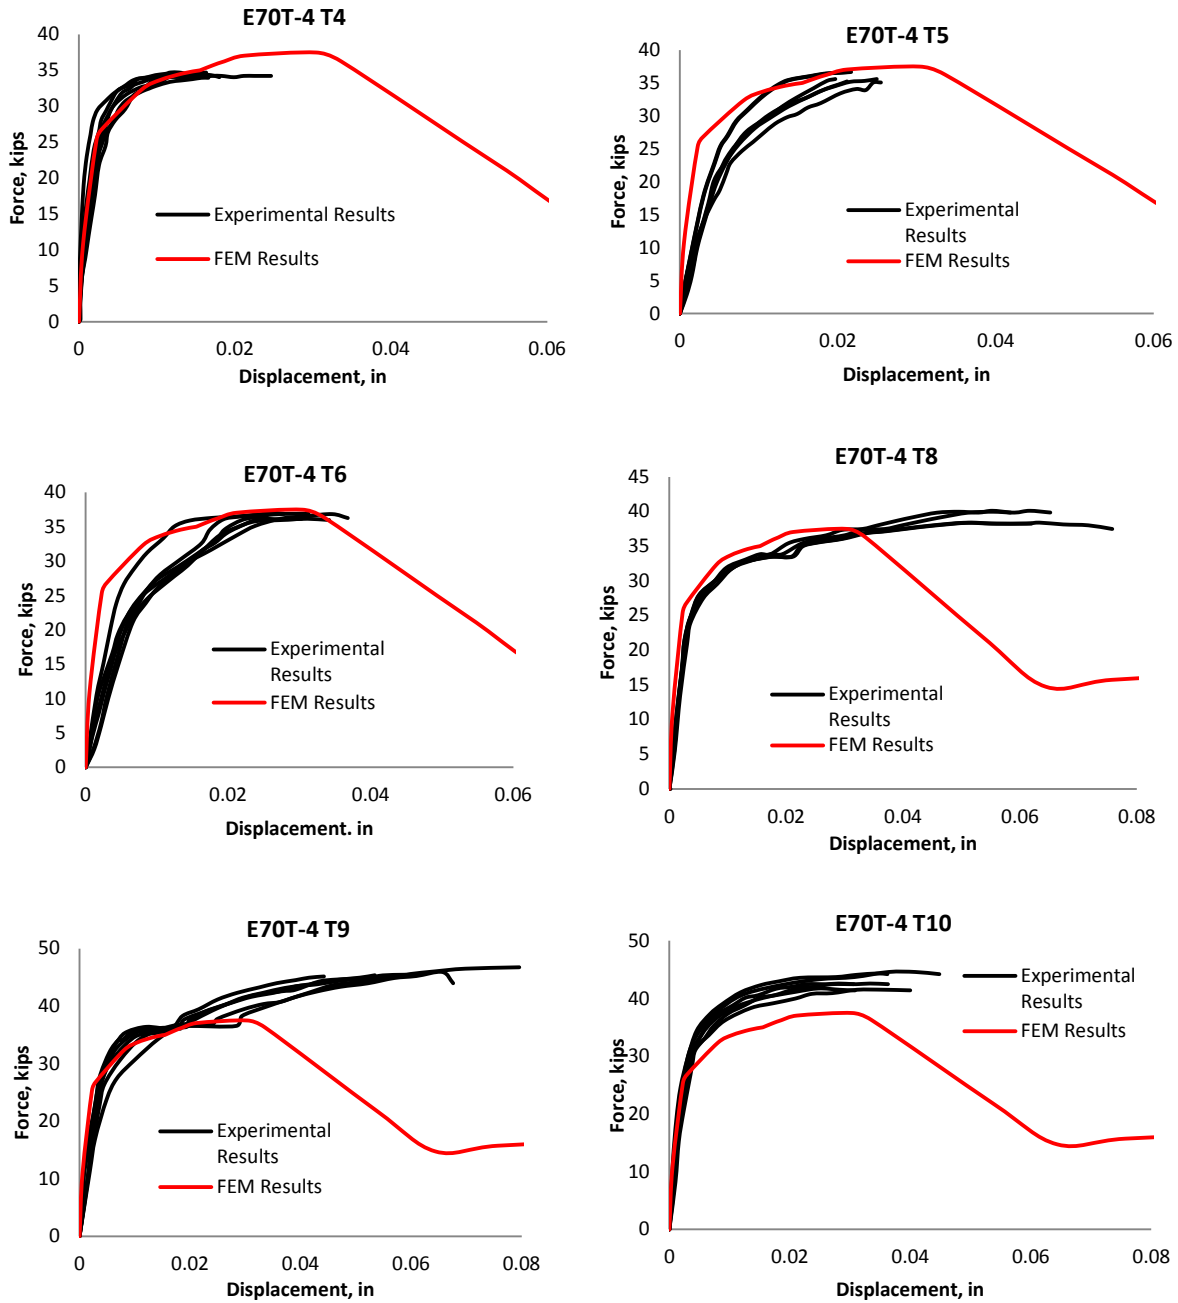 E70T-4 T4
40
35
30
25
20
15
10
5
0
Force, kips
Experimental Results
FEM Results
0 0.02 0.04 0.06
Displacement, in
E70T-4 T5
40
35
30
25
20
15
10
5
0
Force, kips
Experimental
Results
FEM Results
0 0.02 0.04 0.06
Displacement, in
E70T-4 T6
40
35
30
25
20
15
10
5
0
Force, kips
Experimental
Results
FEM Results
0 0.02 0.04 0.06
Displacement. in
E70T-4 T8
45
40
35
30
25
20
15
10
5
0
Force, kips
Experimental
Results
FEM Results
0 0.02 0.04 0.06 0.08
Displacement, in
E70T-4 T9
50
40
30
20
10
0
Force, kips
Experimental
Results
FEM Results
0 0.02 0.04 0.06 0.08
Displacement, in
E70T-4 T10
50
40
30
20
10
0
Force, kips
Experimental
Results
FEM Results
0 0.02 0.04 0.06 0.08
Displacement, in